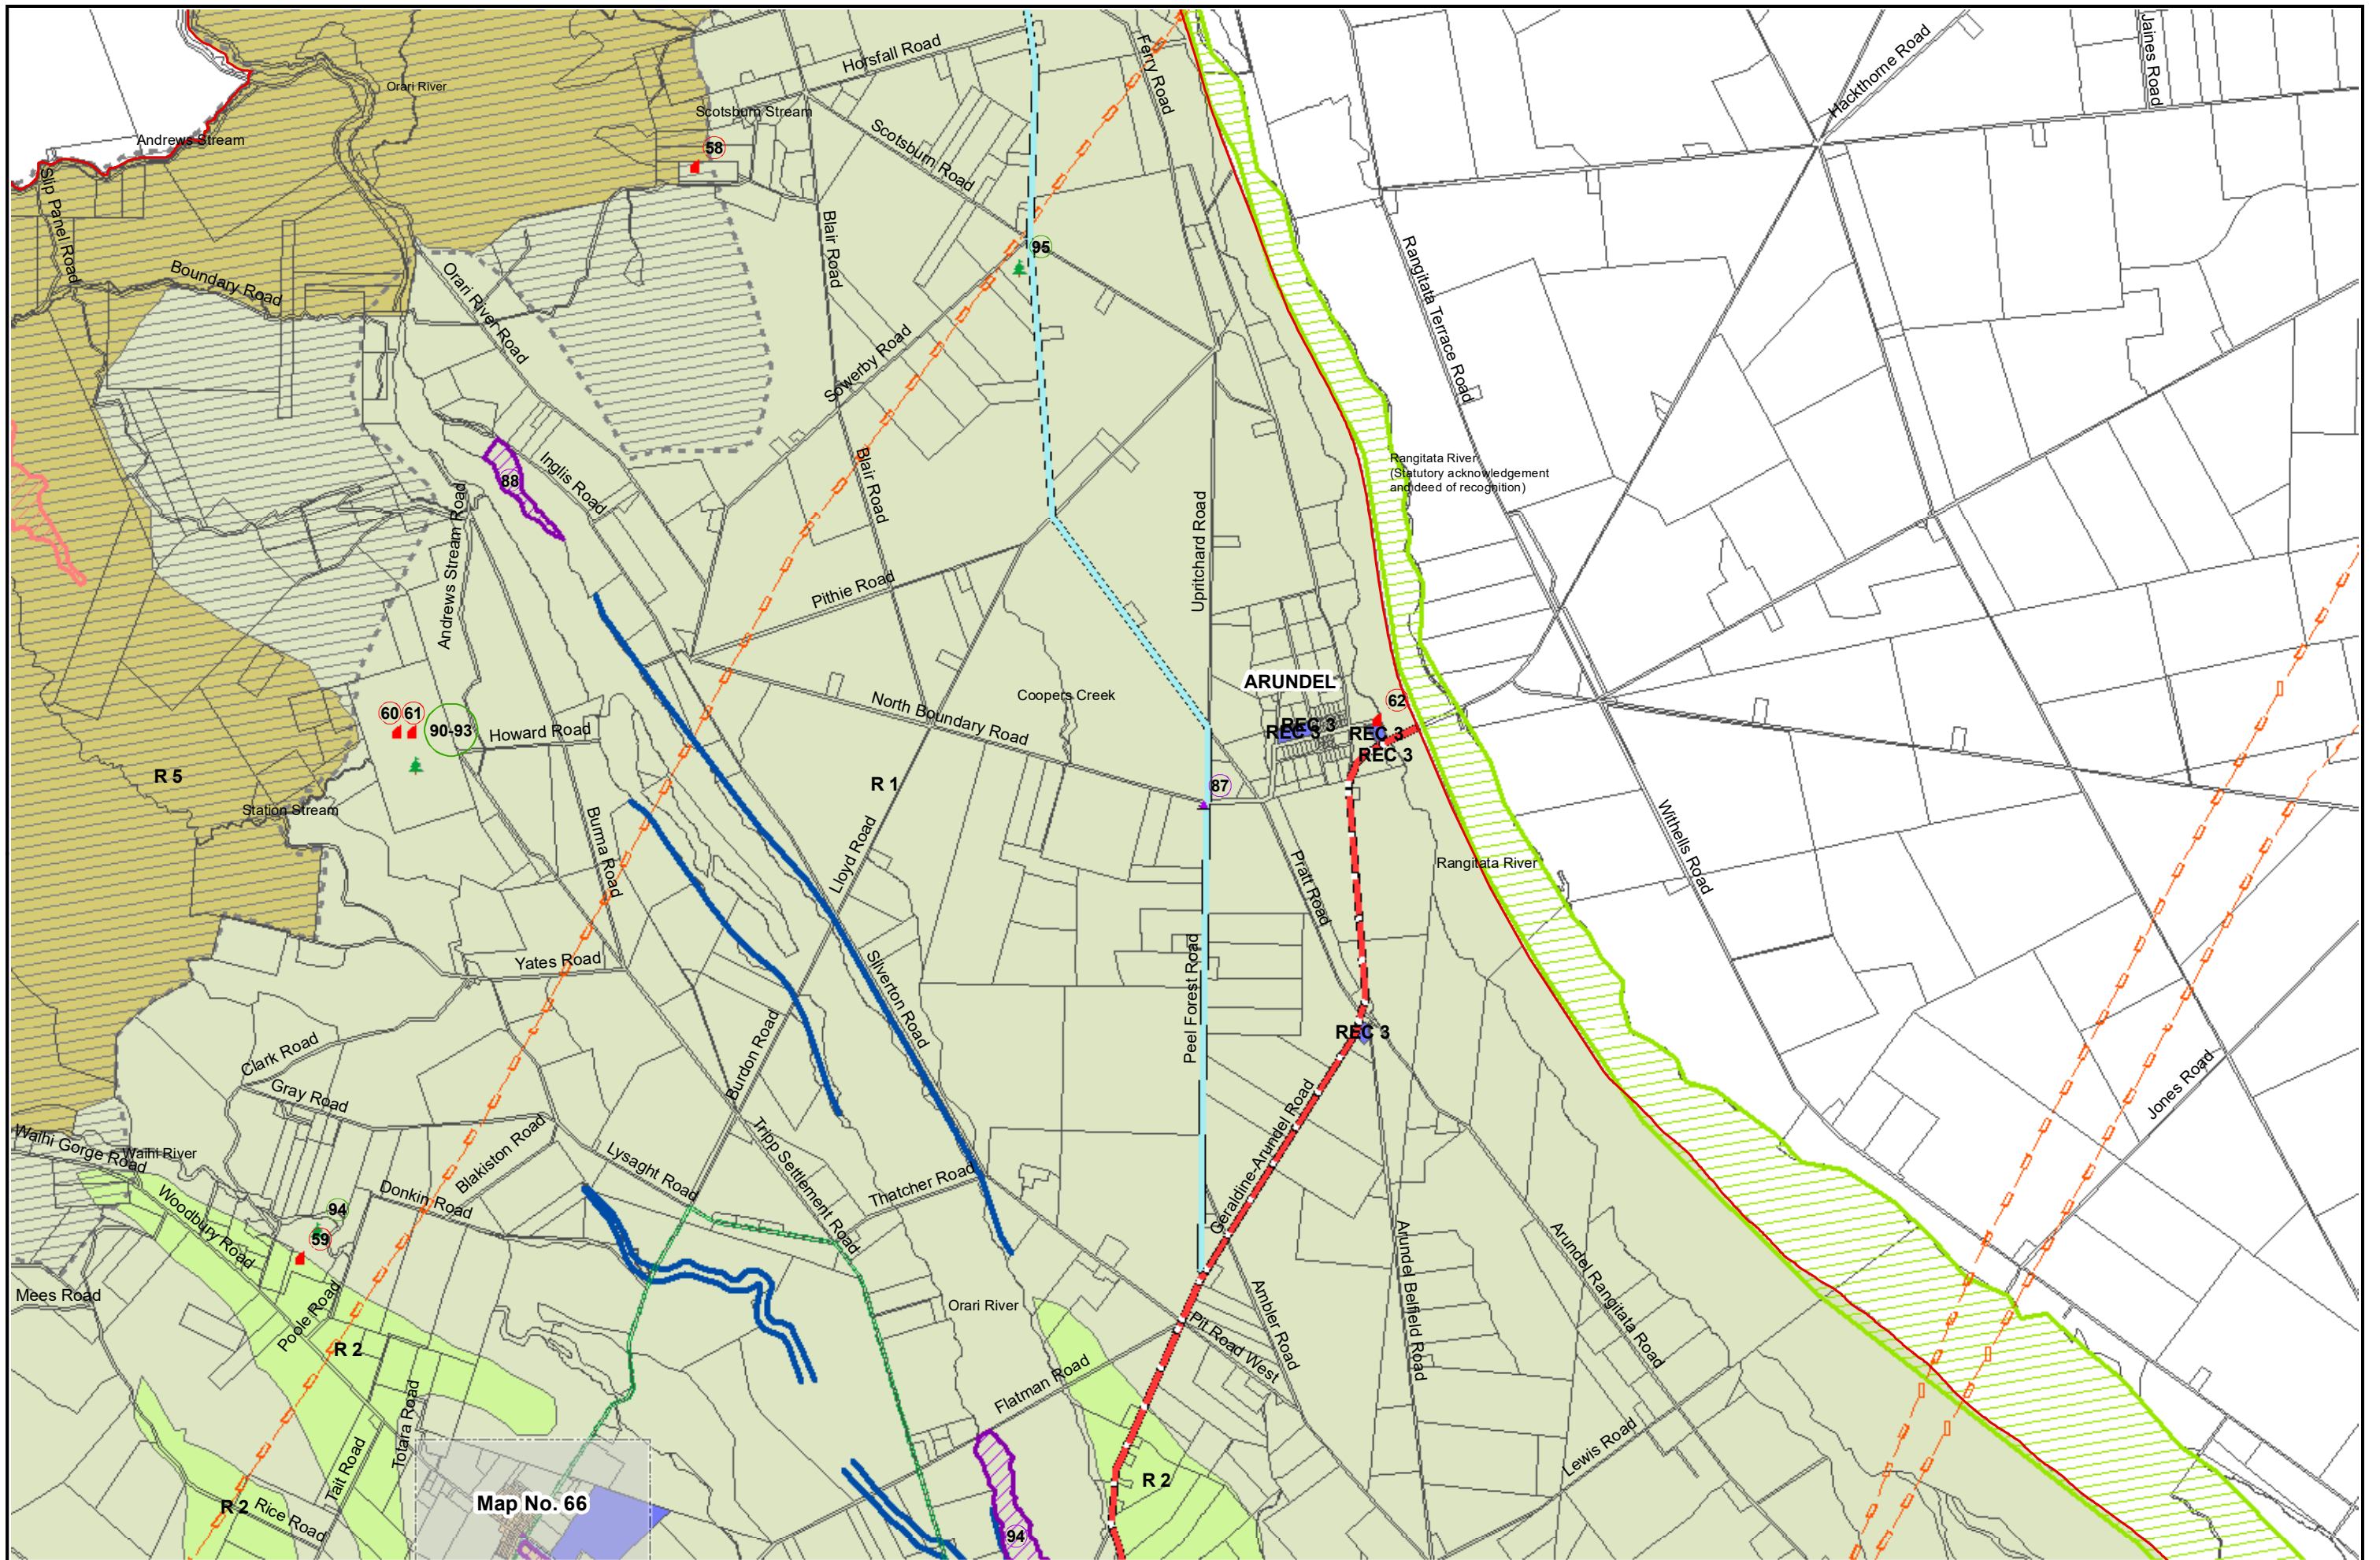 Horsfall Road
Ferry Road
Hackthorne Road
Jaines Road
Orari River
Andrews Stream
Scotsburn Stream
58
Scotsburn Road
Slip Panel Road
Boundary Road
Orari River Road
Blair Road
95
Rangitata Terrace Road
Sowerby Road
Blair Road
Rangitata River
(Statutory acknowledgement
and deed of recognition)
88
Inglis Road
Andrews Stream Road
Upritchard Road
Pithie Road
ARUNDEL
62
Coopers Creek
60
61
90-93
Howard Road
North Boundary Road
REC 3
REC 3
REC 3
REC 3
R 5
R 1
87
Station Stream
Burma Road
Lloyd Road
Pratt Road
Rangitata River
Withells Road
Yates Road
Silverton Road
Peel Forest Road
REC 3
Clark Road
Gray Road
Burdon Road
Jones Road
Waihi Gorge Road
Waihi River
Blakiston Road
Lysaght Road
Tripp Settlement Road
Thatcher Road
Geraldine-Arundel Road
Woodbury Road
94
59
Donkin Road
Mees Road
Poole Road
R 2
Orari River
Ambler Road
Pit Road West
Arundel Belfield Road
Arundel Rangitata Road
Flatman Road
Totara Road
Tait Road
Lewis Road
R 2
R 2
Rice Road
Map No. 66
94